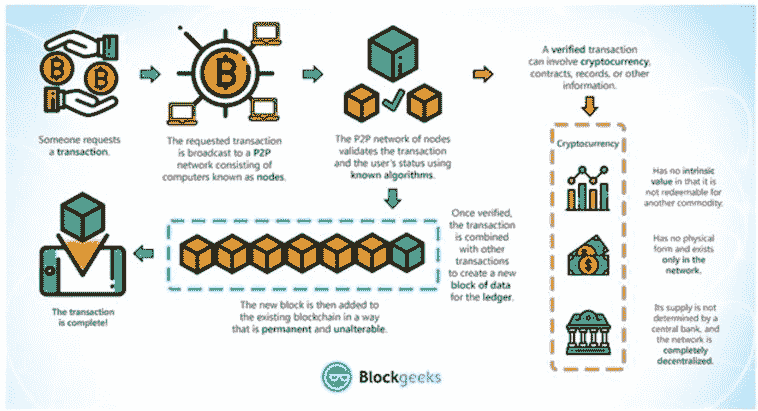 Someone requests
a transaction.
The requested transaction
is broadcast to a P2P
network consisting of
computers known as nodes.
The P2P network of nodes
validates the transaction
and the user's status using
known algorithms.
A verified transaction
can involve cryptocurrency,
contracts, records, or other
information.
Cryptocurrency
Has no intrinsic
value in that it is
not redeemable for
another commodity.
Has no physical
form and exists
only in the
network.
Its supply is not
determined by a
central bank, and
the network is
completely
decentralized.
Once verified,
the transaction
is combined
with other
transactions
to create a new
block of data
for the ledger.
The new block is then added to
the existing blockchain in a way
that is permanent and unalterable.
The transaction
is complete!
Blockgeeks